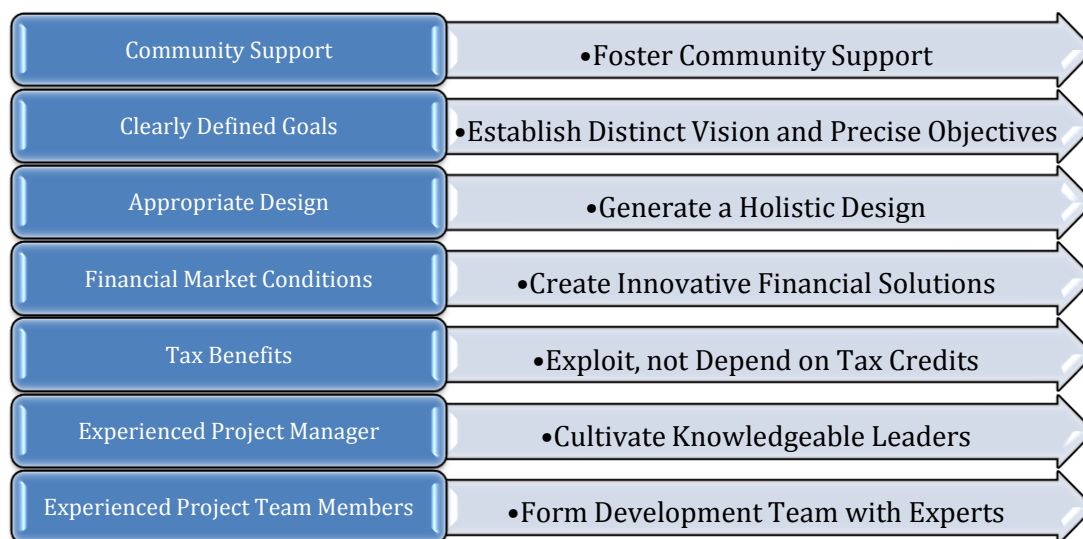 Community Support
•Foster Community Support
Clearly Defined Goals
•Establish Distinct Vision and Precise Objectives
Appropriate Design
•Generate a Holistic Design
Financial Market Conditions
•Create Innovative Financial Solutions
Tax Benefits
•Exploit, not Depend on Tax Credits
Experienced Project Manager
•Cultivate Knowledgeable Leaders
Experienced Project Team Members
•Form Development Team with Experts